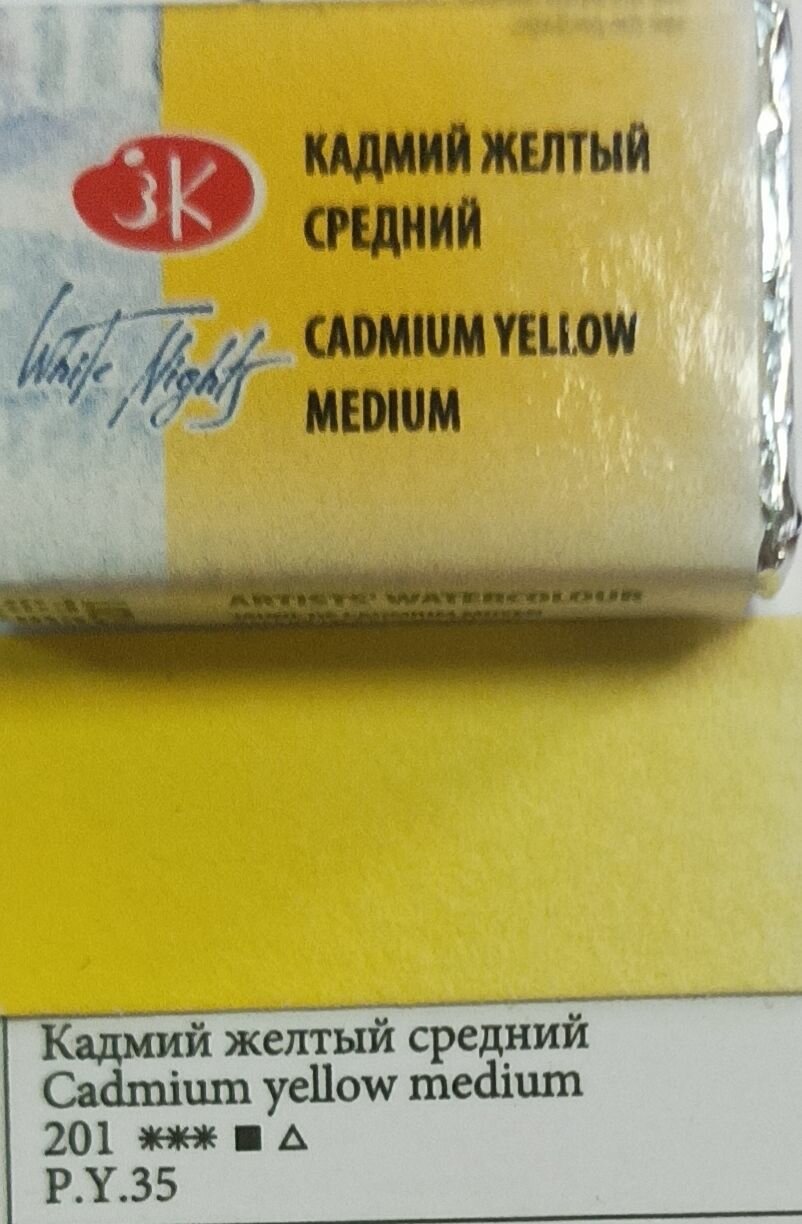 ЗК
КАДМИЙ ЖЕЛТЫЙ
СРЕДНИЙ
White Nights
CADMIUM YELLOW
MEDIUM
ARTISTS' WATERCOLOUR
Кадмий желтый средний
Cadmium yellow medium
201 *** ■ △
P.Y.35